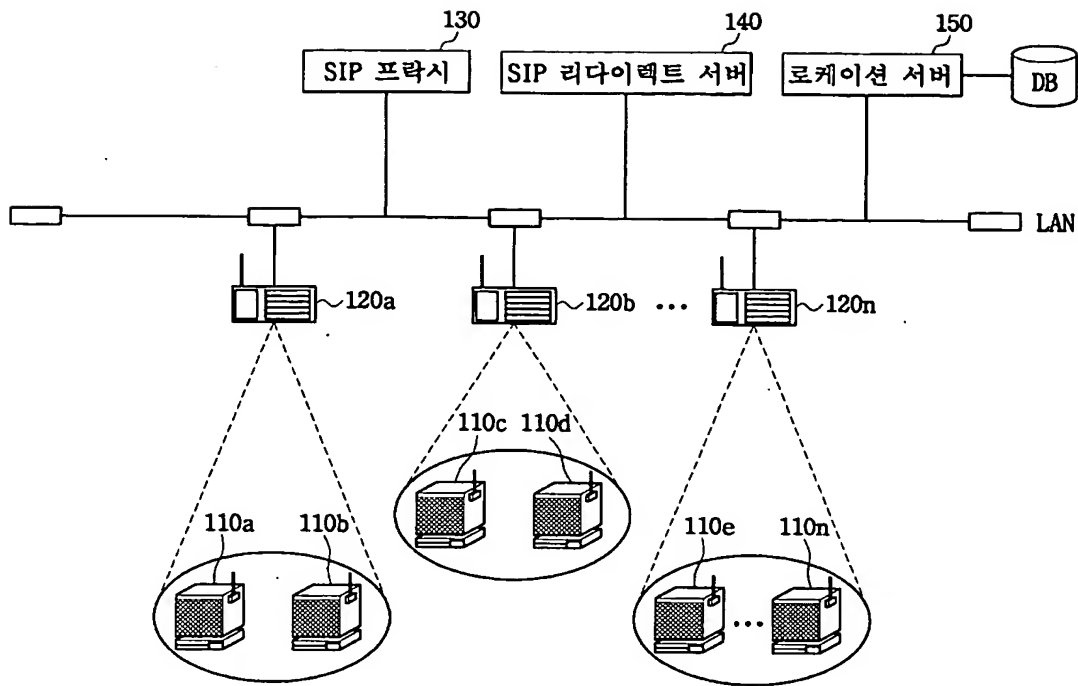 130
140
150
SIP 프락시
SIP 리다이렉트 서버
로케이션 서버
DB
LAN
120a
120b
...
120n
110c
110d
110a
110b
110e
110n
...